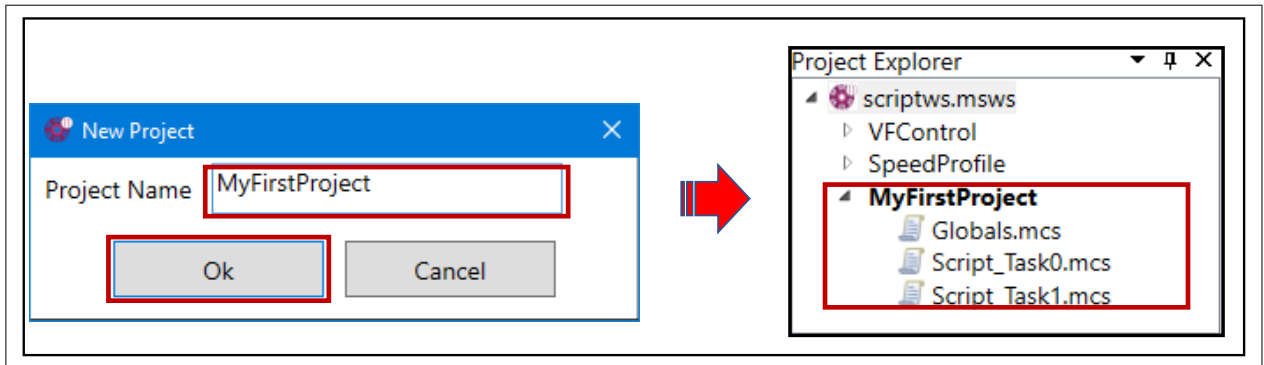 New Project
Project Name MyFirstProject
Ok Cancel
Project Explorer
scriptws.msws
VFControl
SpeedProfile
MyFirstProject
Globals.mcs
Script_Task0.mcs
Script_Task1.mcs